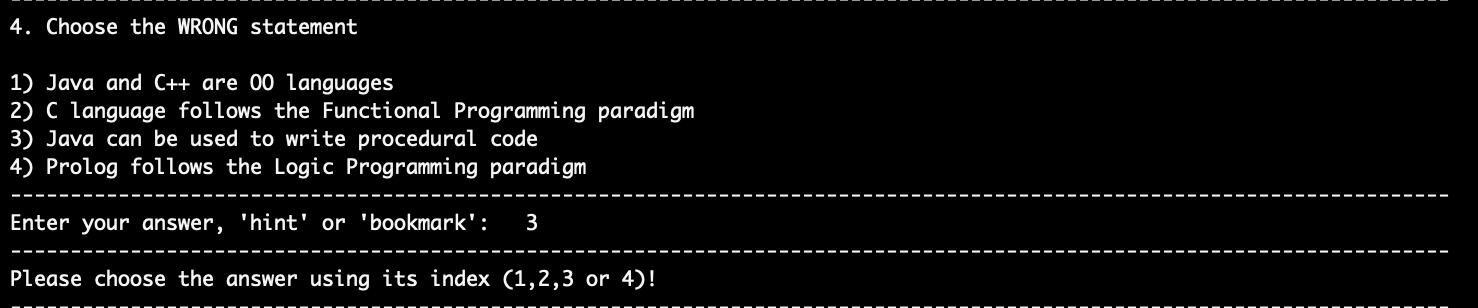 4. Choose the WRONG statement
1) Java and C++ are OO languages
2) C language follows the Functional Programming paradigm
3) Java can be used to write procedural code
4) Prolog follows the Logic Programming paradigm
------------------------------------------------------------------------------------------------------------------------
Enter your answer, 'hint' or 'bookmark':   3
------------------------------------------------------------------------------------------------------------------------
Please choose the answer using its index (1,2,3 or 4)!